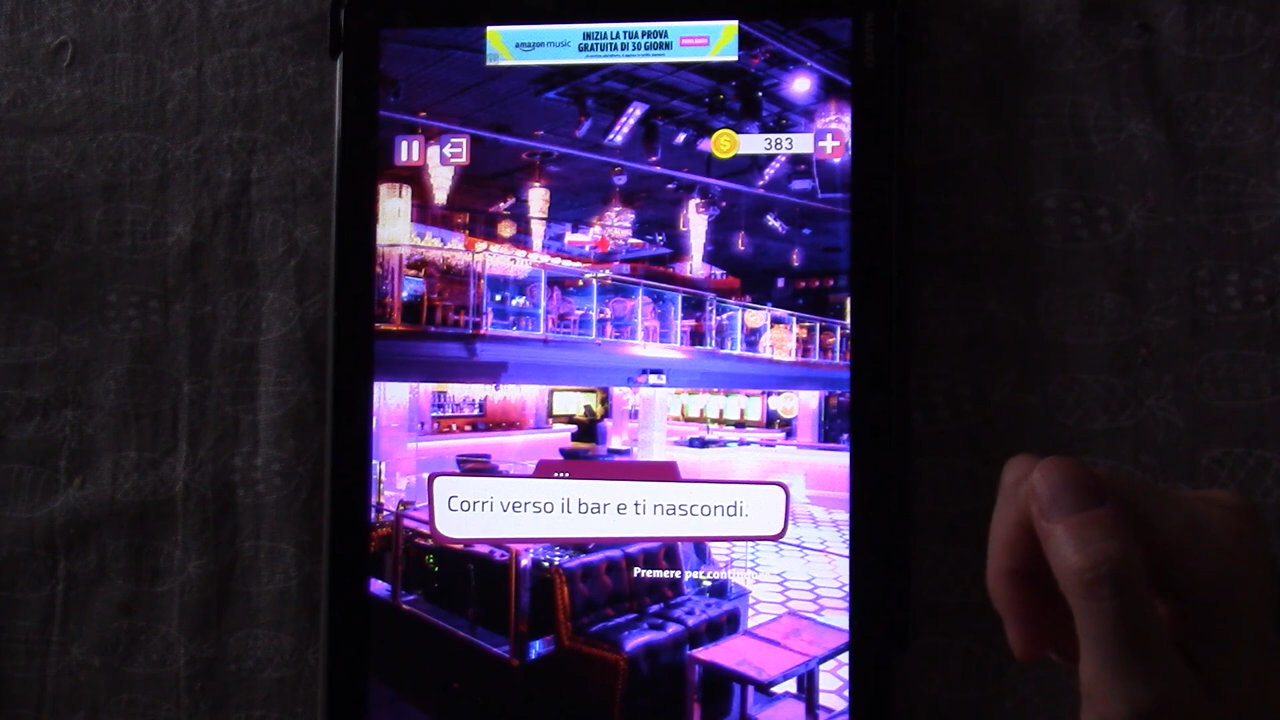 amazon music
INIZIA LA TUA PROVA
GRATUITA DI 30 GIORNI
383
...
Corri verso il bar e ti nascondi.
Premere per continuare